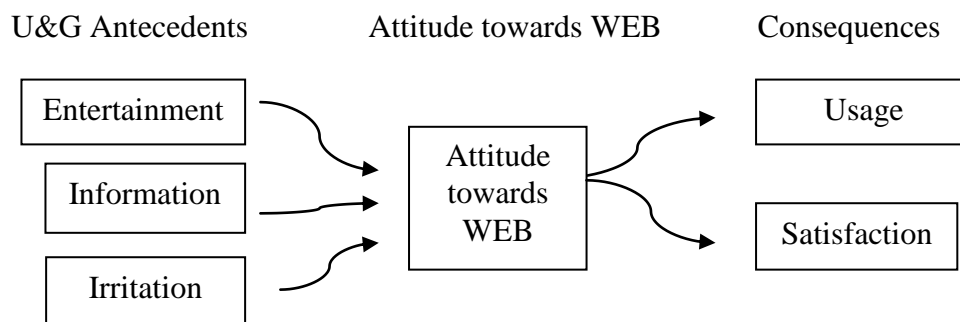 U&G Antecedents Attitude towards WEB Consequences
Entertainment
Information
Irritation
Attitude
towards
WEB
Usage
Satisfaction